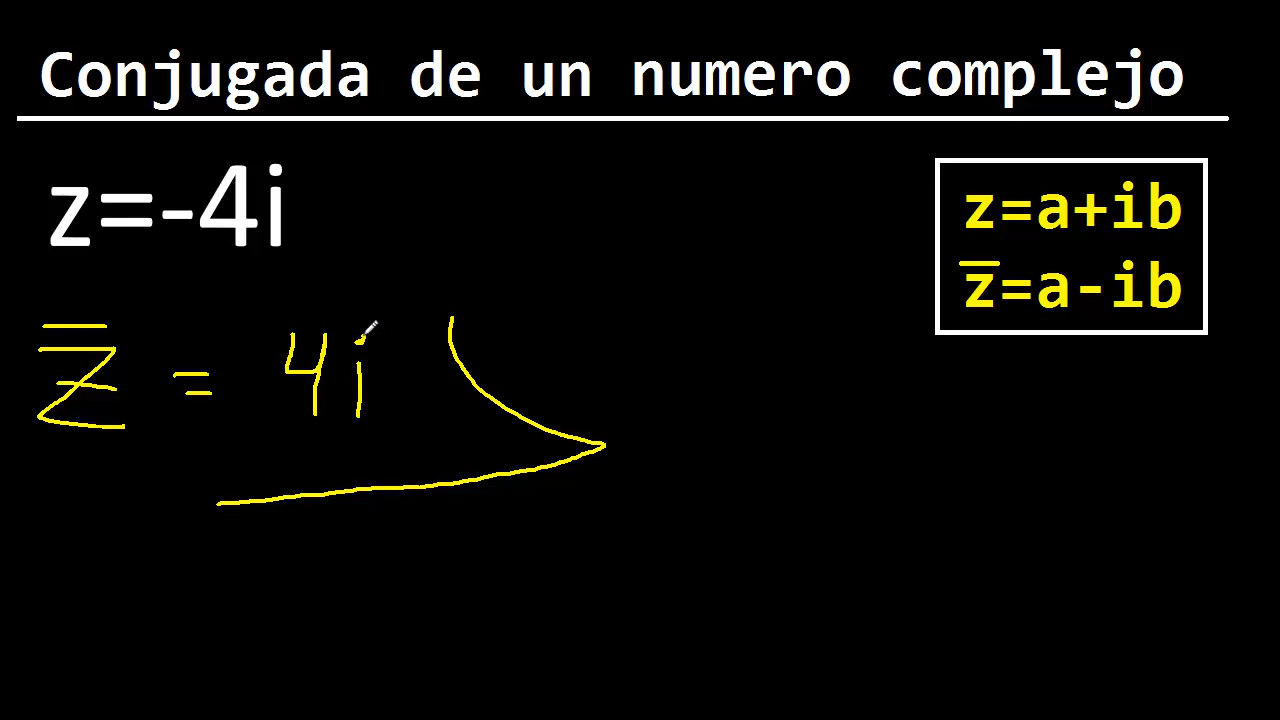 Conjugada de un numero complejo
z=-4i
z=a+ib
z̅=a-ib
z̅ = 4i